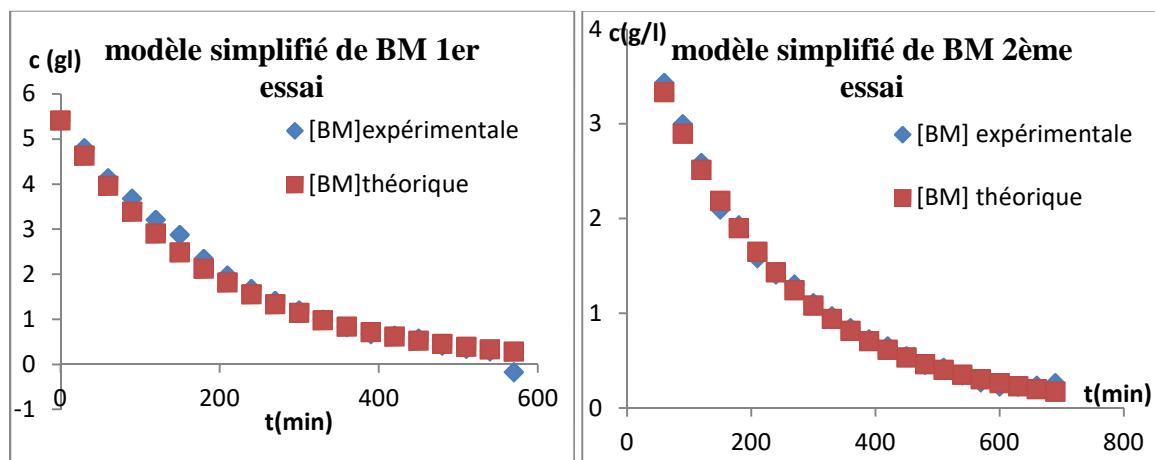 modèle simplifié de BM 1er
essai
c (gl)
6
5
4
3
2
1
0
-1
0
200
400
600
t(min)
[BM]expérimentale
[BM]théorique
modèle simplifié de BM 2ème
essai
c(g/l)
4
3
2
1
0
0
200
400
600
800
t(min)
[BM] expérimentale
[BM] théorique